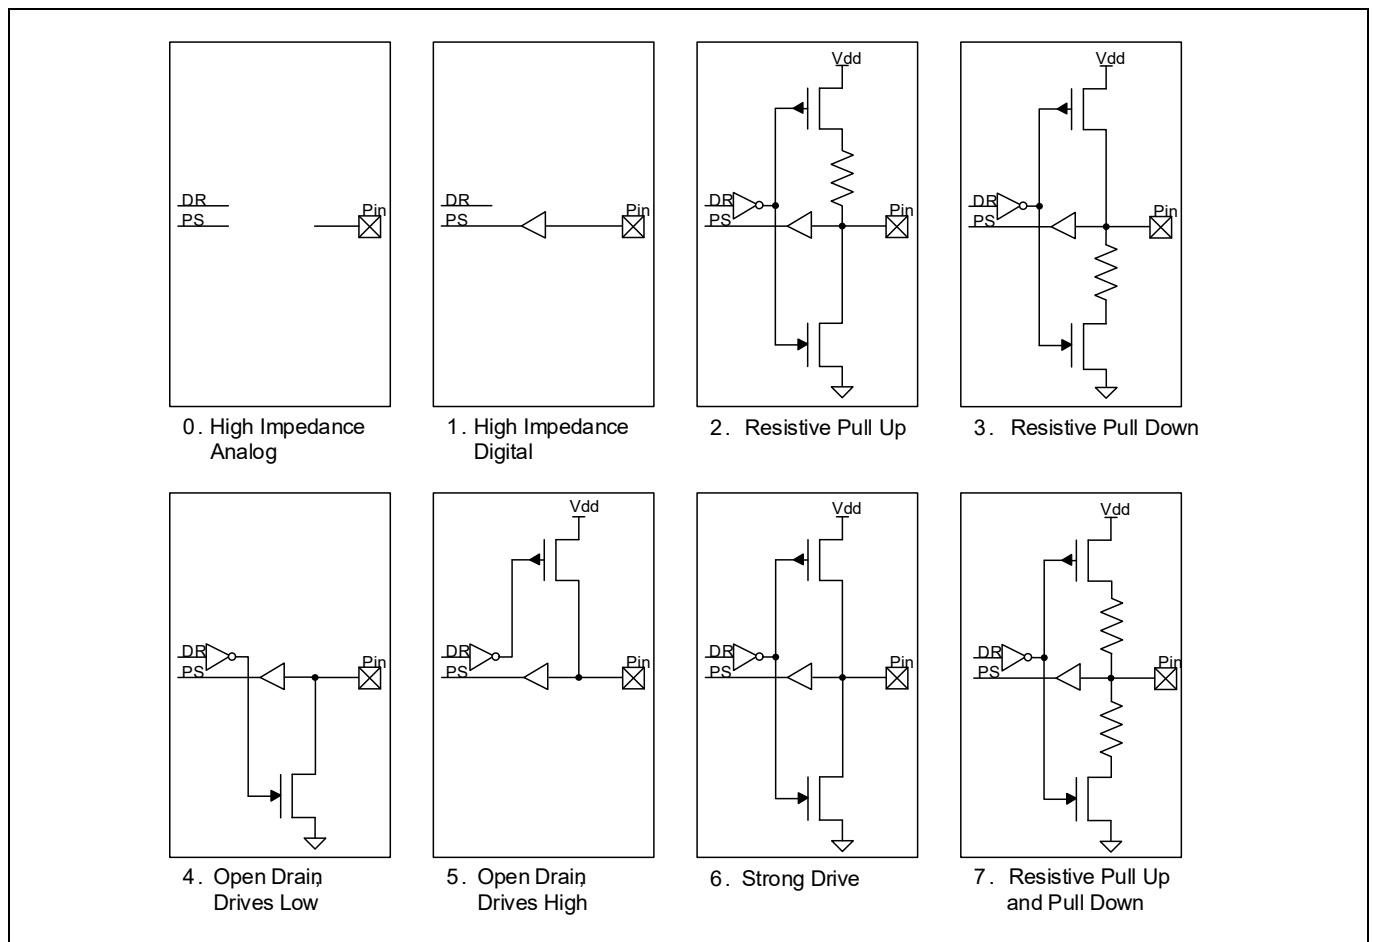 Vdd
Vdd
DR
PS
Pin
DR
PS
Pin
DR
PS
Pin
DR
PS
Pin
0. High Impedance
Analog
1. High Impedance
Digital
2. Resistive Pull Up
3. Resistive Pull Down
Vdd
Vdd
Vdd
DR
PS
Pin
DR
PS
Pin
DR
PS
Pin
DR
PS
Pin
4. Open Drain,
Drives Low
5. Open Drain,
Drives High
6. Strong Drive
7. Resistive Pull Up
and Pull Down